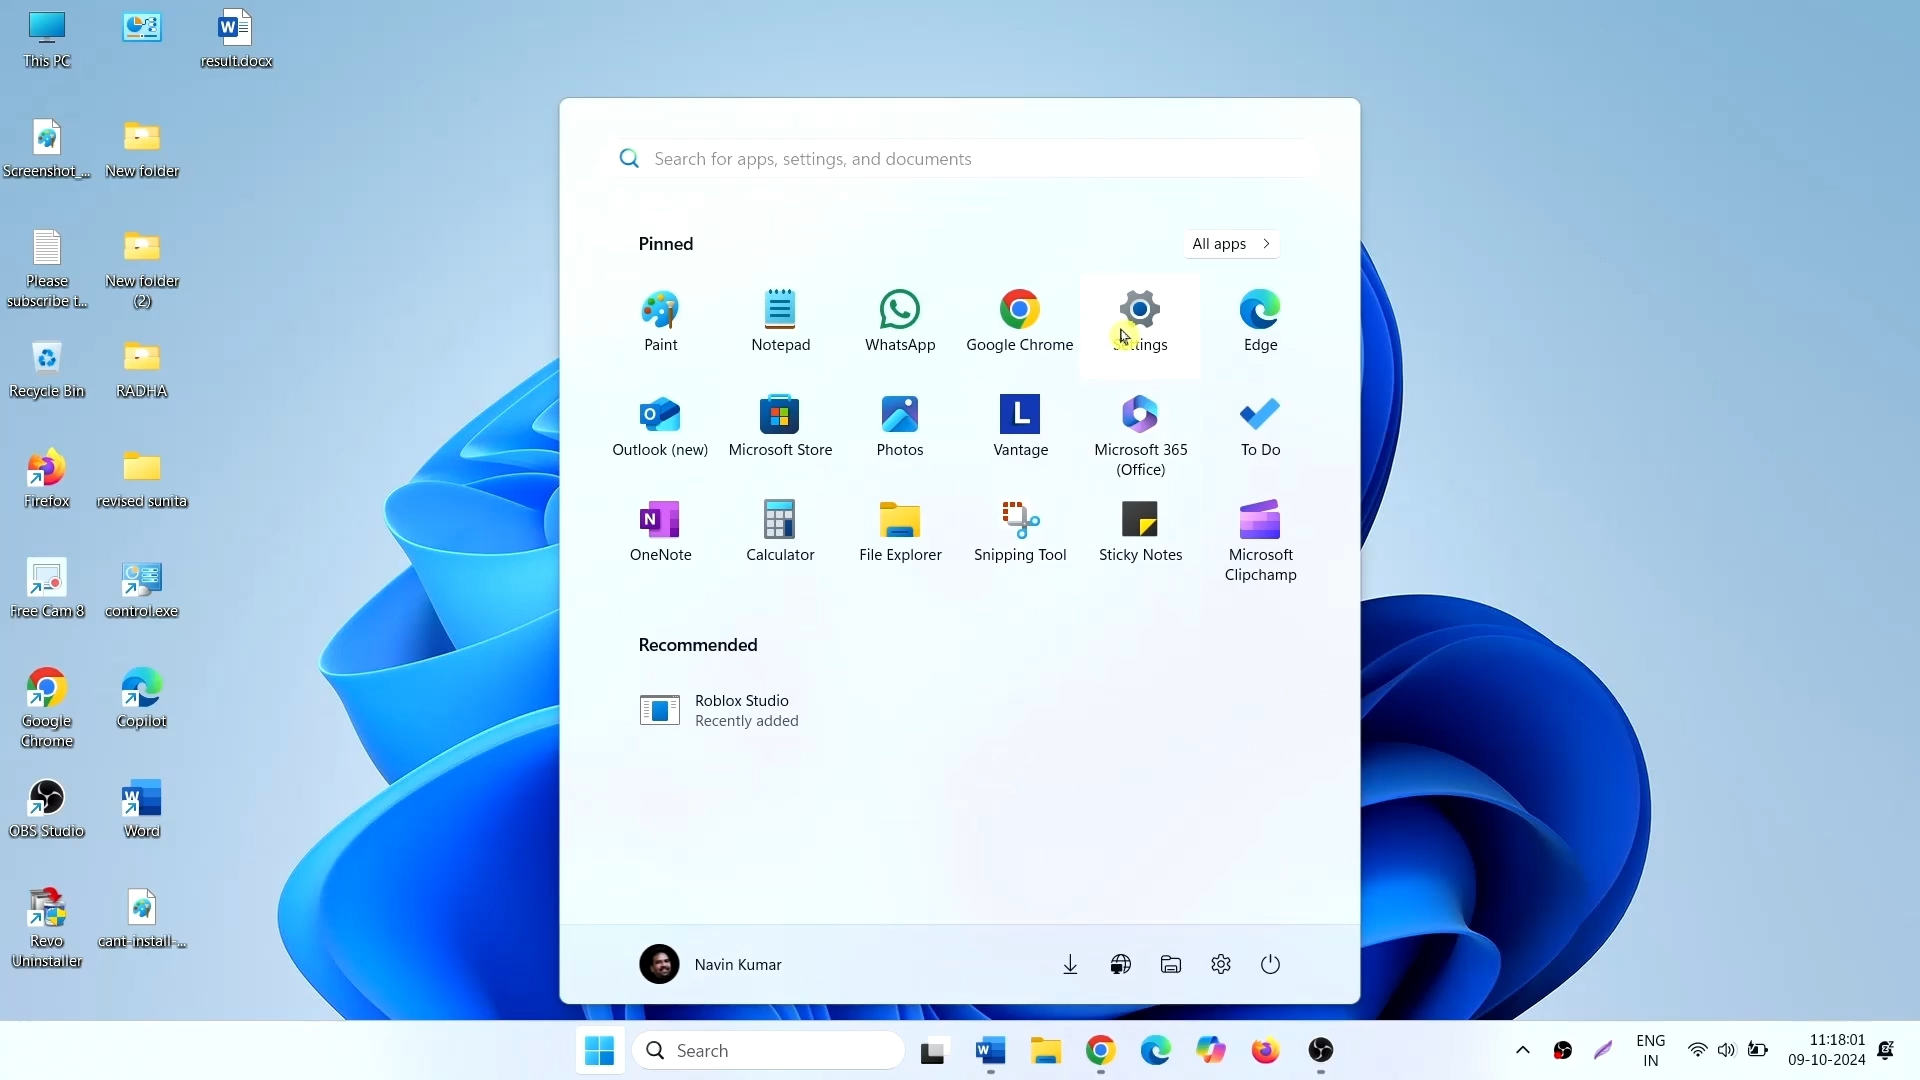 This PC
result.docx
Screenshot_...
New folder
Please
subscribe t...
New folder
(2)
Recycle Bin
RADHA
Firefox
revised sunita
Free Cam 8
control.exe
Google
Chrome
Copilot
OBS Studio
Word
Revo
Uninstaller
cant-install-...
Search for apps, settings, and documents
Pinned
All apps
Paint
Notepad
WhatsApp
Google Chrome
Settings
Edge
Outlook (new)
Microsoft Store
Photos
Vantage
Microsoft 365
(Office)
To Do
OneNote
Calculator
File Explorer
Snipping Tool
Sticky Notes
Microsoft
Clipchamp
Recommended
Roblox Studio
Recently added
Navin Kumar
Search
ENG
IN
11:18:01
09-10-2024